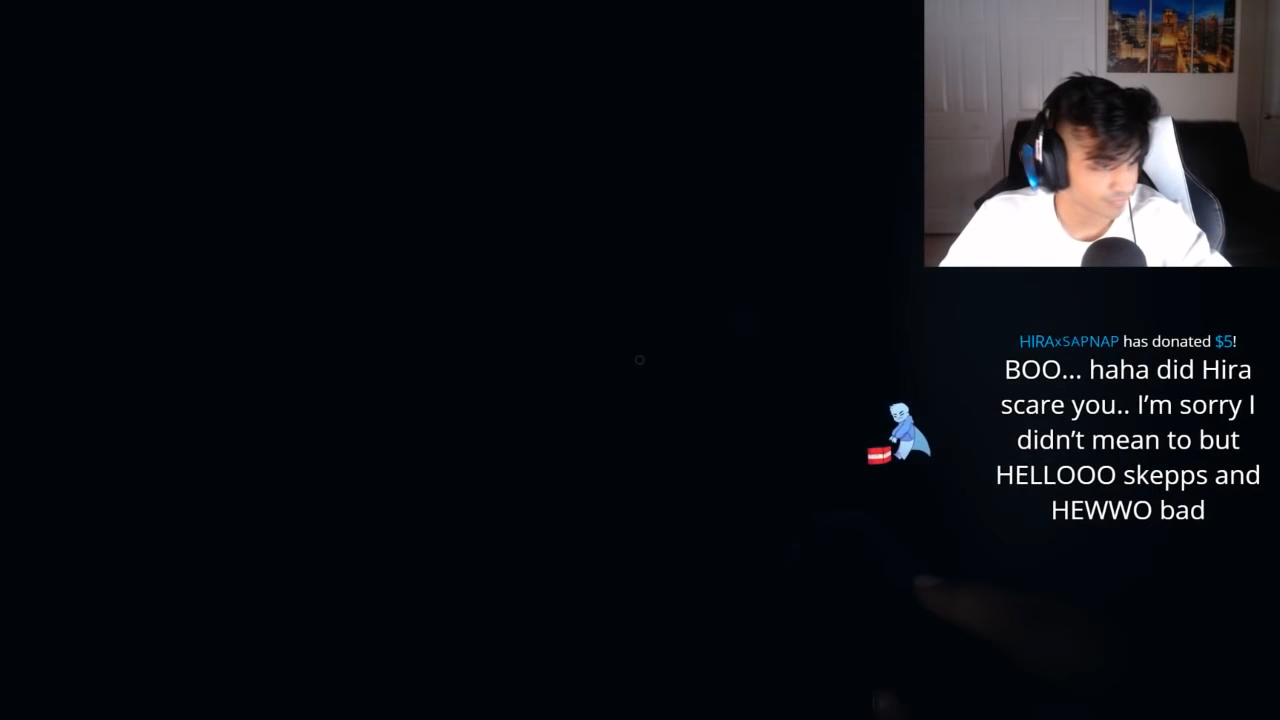 HIRAxSAPNAP has donated $5!
BOO... haha did Hira
scare you.. I'm sorry I
didn't mean to but
HELLOOO skepps and
HEWWO bad